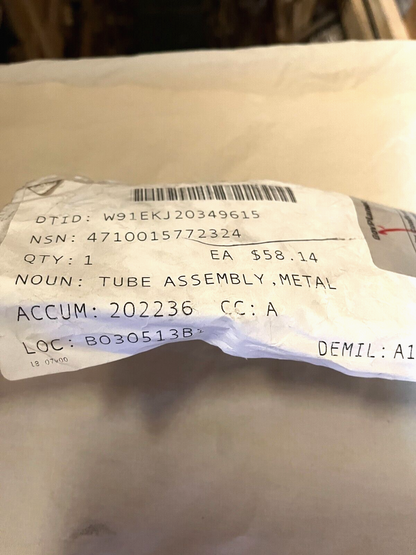 DTID: W91EKJ20349615
NSN: 4710015772324
QTY: 1 EA $58.14
NOUN: TUBE ASSEMBLY,METAL
ACCUM: 202236 CC: A
LOC: B030513B
DEMIL: A1